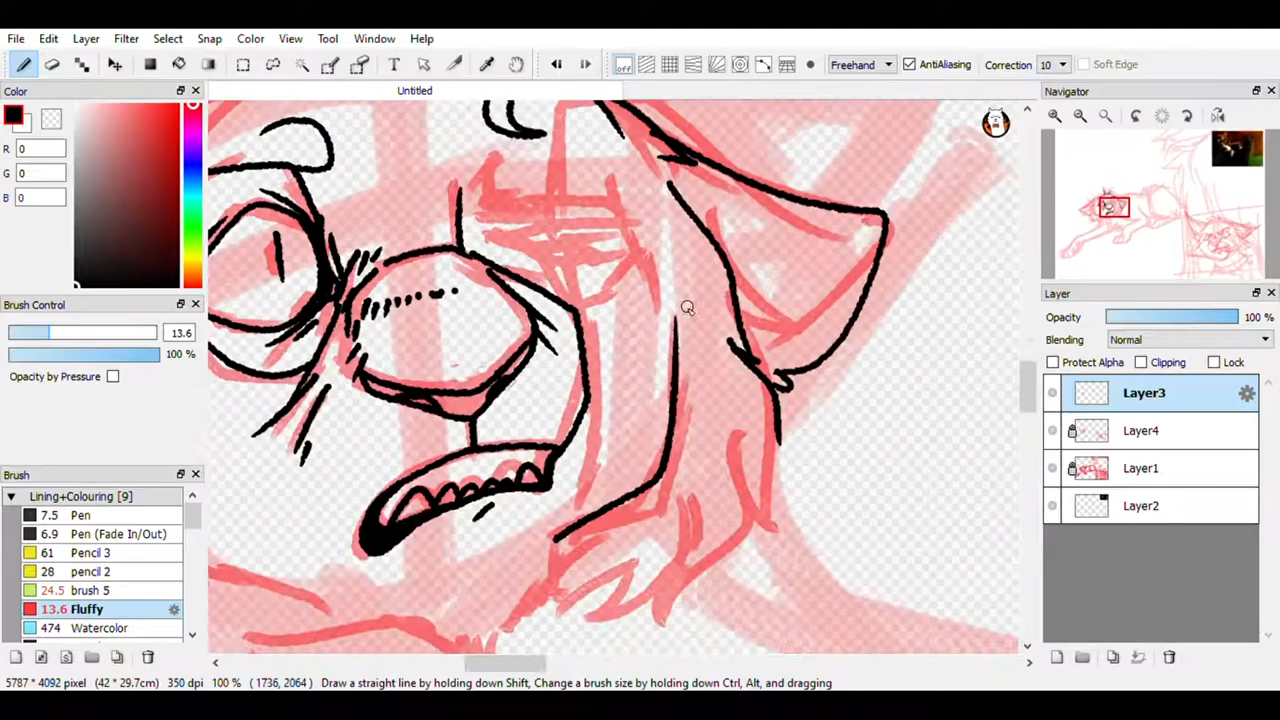 File Edit Layer Filter Select Snap Color View Tool Window Help
T off Freehand AntiAliasing Correction 10 Soft Edge
Color
Untitled
Navigator
R 0
G 0
B 0
Brush Control
13.6
100 %
Opacity by Pressure
Layer
Opacity 100 %
Blending Normal
Protect Alpha Clipping Lock
Layer3
Layer4
Layer1
Layer2
Brush
Lining+Colouring [9]
7.5 Pen
6.9 Pen (Fade In/Out)
61 Pencil 3
28 pencil 2
24.5 brush 5
13.6 Fluffy
474 Watercolor
5787 * 4092 pixel (42 * 29.7cm) 350 dpi 100 % ( 1736, 2064 ) Draw a straight line by holding down Shift, Change a brush size by holding down Ctrl, Alt, and dragging